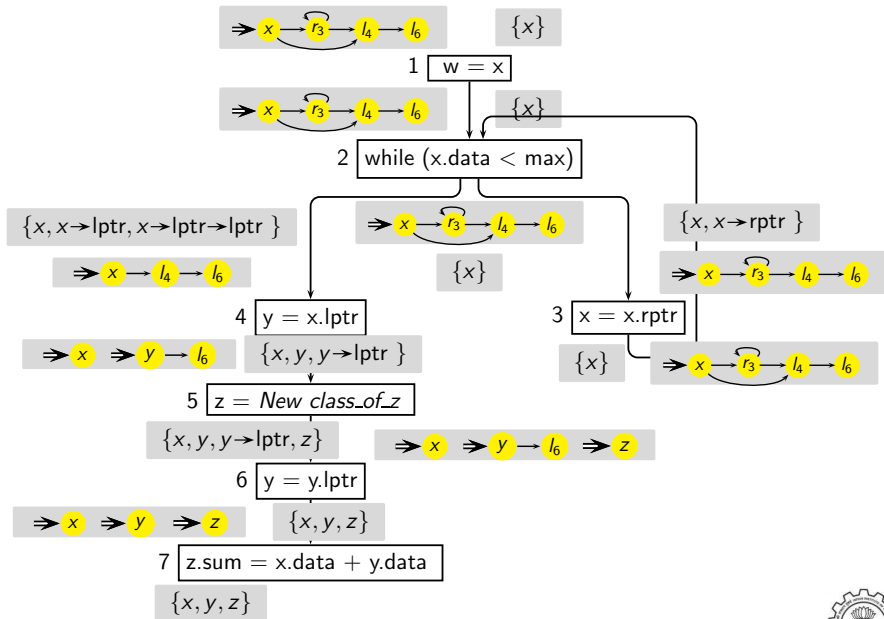 x r3 l4 l6 {x}
1 w = x
x r3 l4 l6 {x}
2 while (x.data < max)
{x, x→lptr, x→lptr→lptr }
x l4 l6
x r3 l4 l6
{x}
{x, x→rptr }
x r3 l4 l6
4 y = x.lptr
3 x = x.rptr
x y l6
{x, y, y→lptr }
{x}
x r3 l4 l6
5 z = New class_of_z
{x, y, y→lptr, z}
x y l6 z
6 y = y.lptr
x y z
{x, y, z}
7 z.sum = x.data + y.data
{x, y, z}